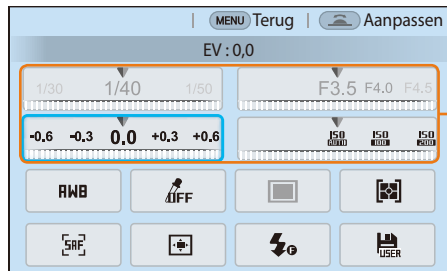 MENU Terug | Aanpassen
EV : 0,0
1/30 1/40 1/50 F3.5 F4.0 F4.5
-0.6 -0.3 0.0 +0.3 +0.6 ISO AUTO ISO 100 ISO 200
AWB OFF
SAF USER